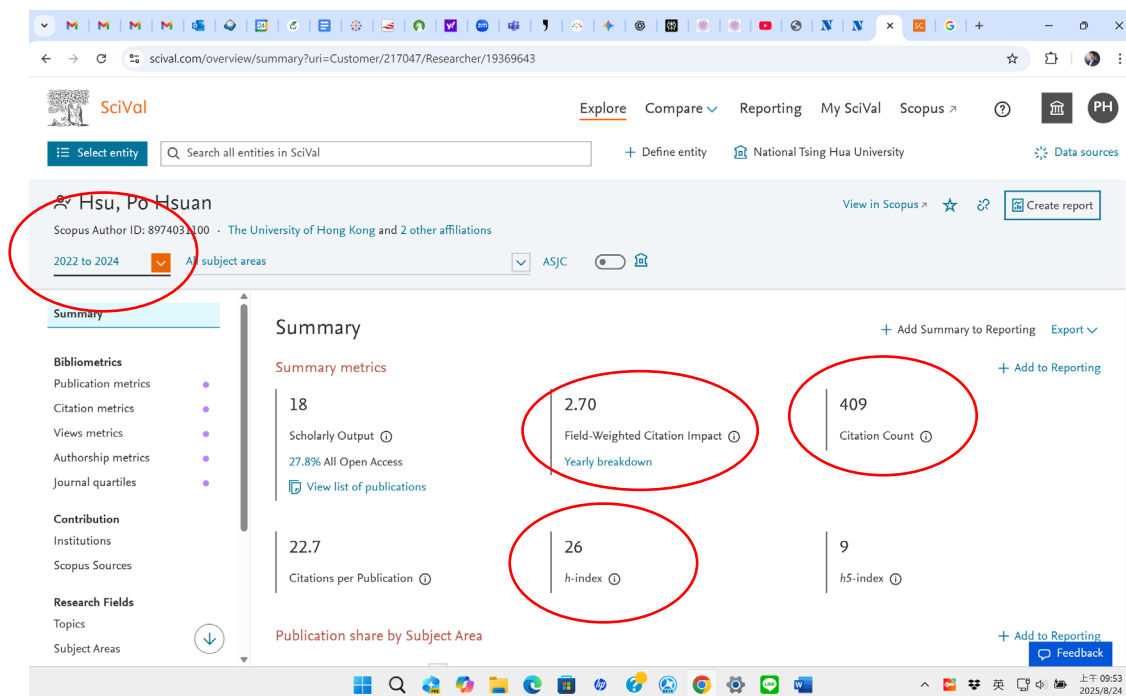 scival.com/overview/summary?uri=Customer/217047/Researcher/19369643
SciVal
Explore Compare Reporting My SciVal Scopus PH
Select entity Search all entities in SciVal + Define entity National Tsing Hua University Data sources
Hsu, Po Hsuan
View in Scopus Create report
Scopus Author ID: 8974031100 · The University of Hong Kong and 2 other affiliations
2022 to 2024 All subject areas ASJC
Summary
Bibliometrics
Publication metrics
Citation metrics
Views metrics
Authorship metrics
Journal quartiles
Contribution
Institutions
Scopus Sources
Research Fields
Topics
Subject Areas
Summary
+ Add Summary to Reporting Export
Summary metrics
+ Add to Reporting
18
Scholarly Output
27.8% All Open Access
View list of publications
2.70
Field-Weighted Citation Impact
Yearly breakdown
409
Citation Count
22.7
Citations per Publication
26
h-index
9
h5-index
Publication share by Subject Area
+ Add to Reporting
Feedback
英
上午 09:53
2025/8/24